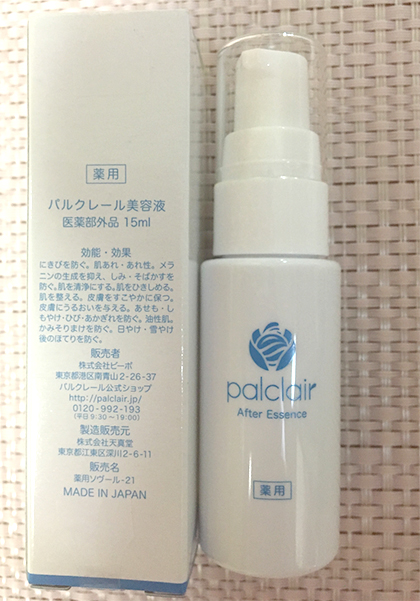 薬用
パルクレール美容液
医薬部外品 15ml
効能・効果
にきびを防ぐ。肌あれ・あれ性。メラ
ニンの生成を抑え、しみ・そばかすを
防ぐ。肌を清浄にする。肌をひきしめる。
肌を整える。皮膚をすこやかに保つ。
皮膚にうるおいを与える。あせも・し
もやけ・ひび・あかぎれを防ぐ。油性肌。
かみそりまけを防ぐ。日やけ・雪やけ
後のほてりを防ぐ。
販売者
株式会社ビーボ
東京都港区南青山2-26-37
パルクレール公式ショップ
http://palclair.jp/
0120-992-193
(平日9:30~19:00)
製造販売元
株式会社天真堂
東京都江東区深川2-6-11
販売名
薬用ソヴール-21
MADE IN JAPAN
palclair
After Essence
薬用